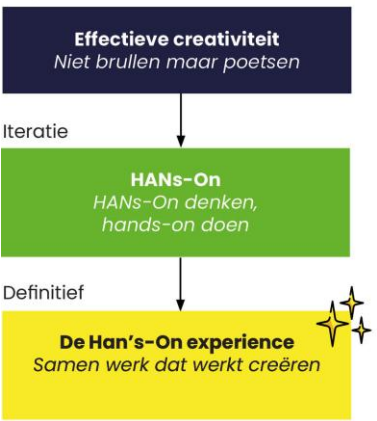 Effectieve creativiteit
Niet brullen maar poetsen
Iteratie
HANs-On
HANs-On denken,
hands-on doen
Definitief
De Han's-On experience
Samen werk dat werkt creëren